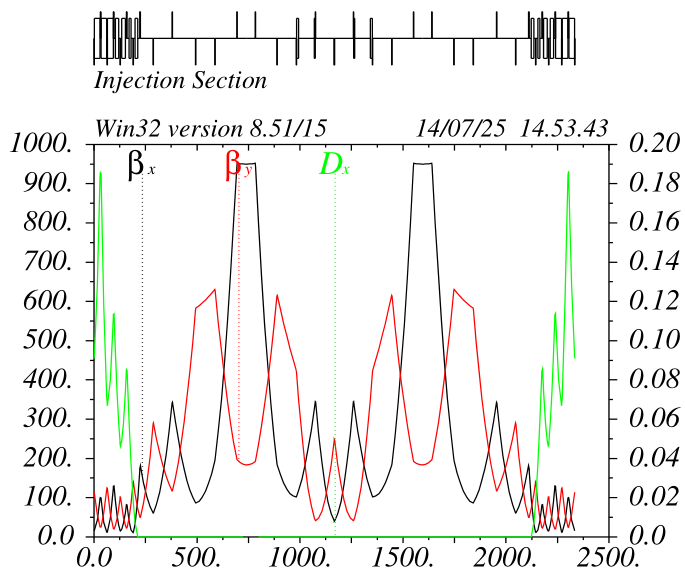 Injection Section
Win32 version 8.51/15 14/07/25 14.53.43
1000. 0.20
βx βy Dx
900. 0.18
800. 0.16
700. 0.14
600. 0.12
500. 0.10
400. 0.08
300. 0.06
200. 0.04
100. 0.02
0.0 0.0
0.0 500. 1000. 1500. 2000. 2500.